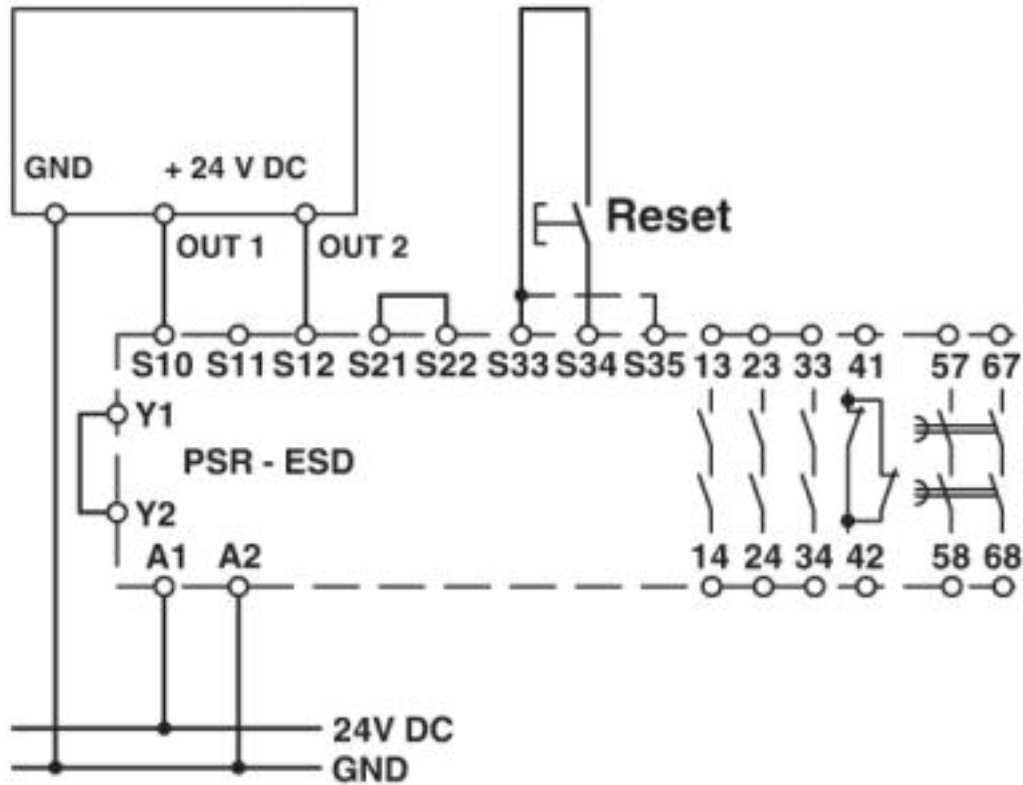 GND + 24 V DC
Reset
OUT 1 OUT 2
S10 S11 S12 S21 S22 S33 S34 S35 13 23 33 41 57 67
Y1
PSR - ESD
Y2
A1 A2 14 24 34 42 58 68
24V DC
GND